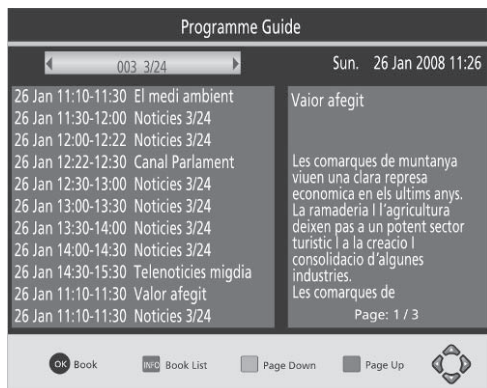 Programme Guide
003 3/24
Sun. 26 Jan 2008 11:26
26 Jan 11:10-11:30 El medi ambient
26 Jan 11:30-12:00 Noticies 3/24
26 Jan 12:00-12:22 Noticies 3/24
26 Jan 12:22-12:30 Canal Parlament
26 Jan 12:30-13:00 Noticies 3/24
26 Jan 13:00-13:30 Noticies 3/24
26 Jan 13:30-14:00 Noticies 3/24
26 Jan 14:00-14:30 Noticies 3/24
26 Jan 14:30-15:30 Telenoticies migdia
26 Jan 11:10-11:30 Valor afegit
26 Jan 11:10-11:30 Noticies 3/24
Vaior afegit
Les comarques de muntanya
viuen una clara represa
economica en els ultims anys.
La ramaderia I l'agricultura
deixen pas a un potent sector
turistic l a la creacio I
consolidacio d'algunes
industries.
Les comarques de
Page: 1 / 3
OK Book
INFO Book List
Page Down
Page Up